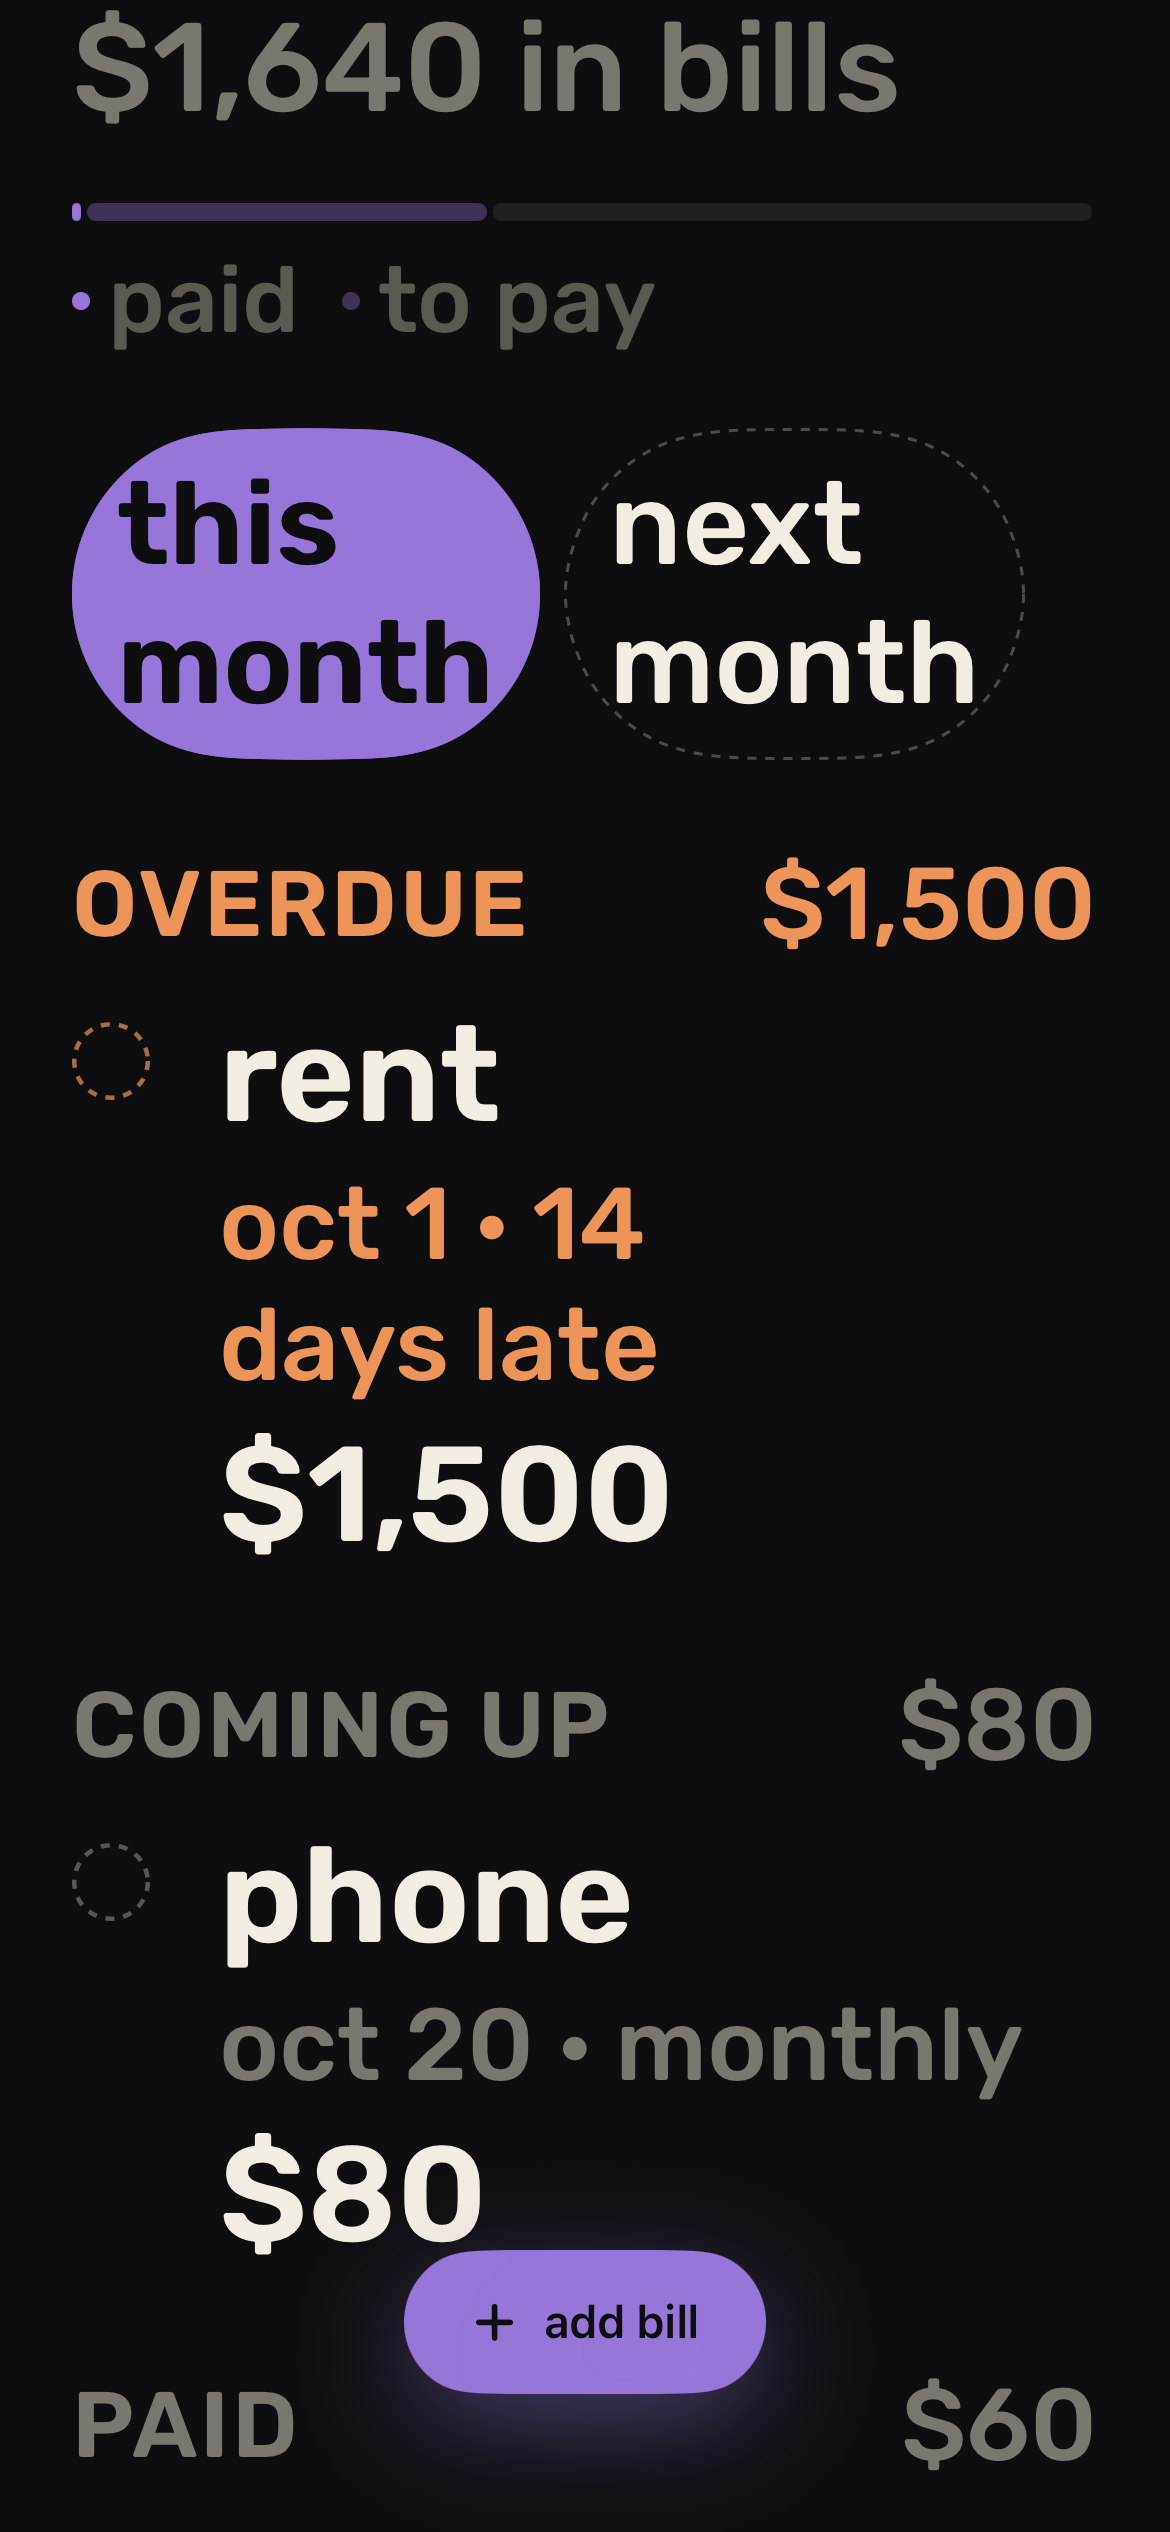 $1,640 in bills
paid to pay
this month
next month
OVERDUE $1,500
rent
oct 1 • 14
days late
$1,500
COMING UP $80
phone
oct 20 • monthly
$80
+ add bill
PAID $60